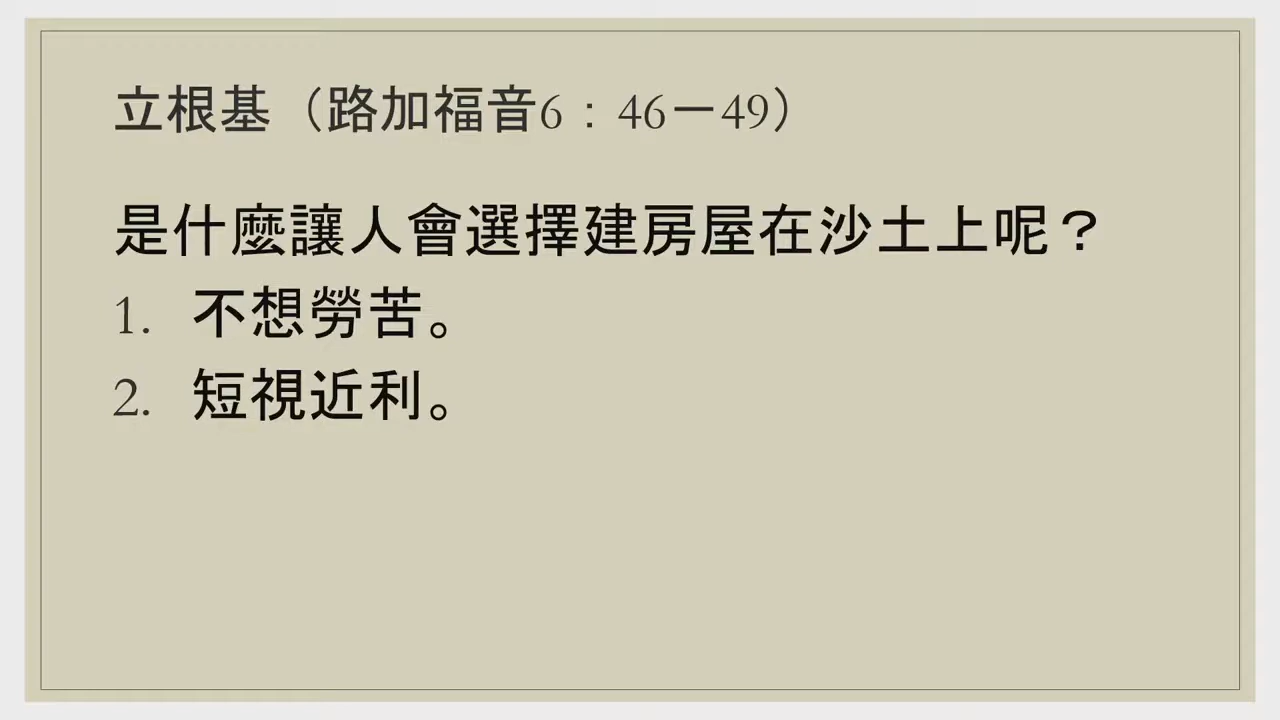 立根基（路加福音6：46－49）
是什麼讓人會選擇建房屋在沙土上呢？
1. 不想勞苦。
2. 短視近利。